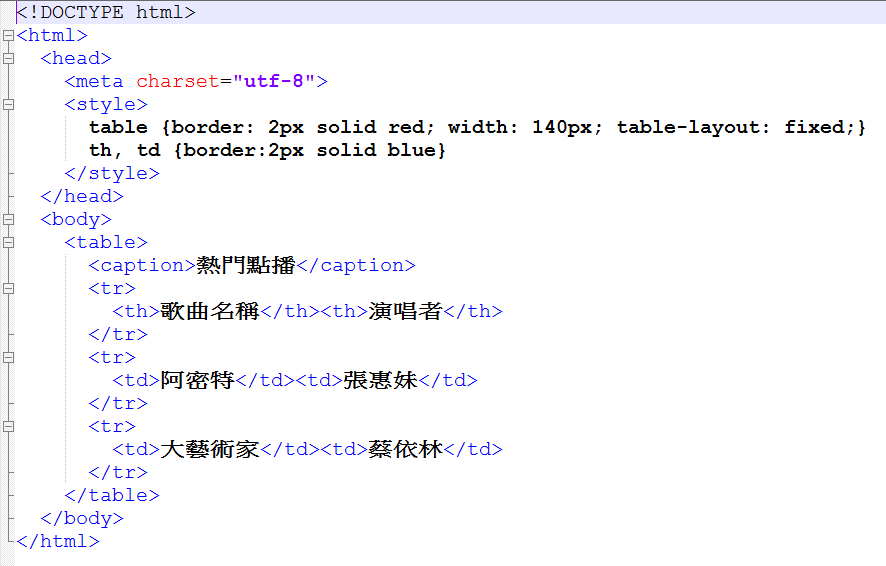 <!DOCTYPE html>
<html>
  <head>
    <meta charset="utf-8">
    <style>
      table {border: 2px solid red; width: 140px; table-layout: fixed;}
      th, td {border:2px solid blue}
    </style>
  </head>
  <body>
    <table>
      <caption>熱門點播</caption>
      <tr>
        <th>歌曲名稱</th><th>演唱者</th>
      </tr>
      <tr>
        <td>阿密特</td><td>張惠妹</td>
      </tr>
      <tr>
        <td>大藝術家</td><td>蔡依林</td>
      </tr>
    </table>
  </body>
</html>